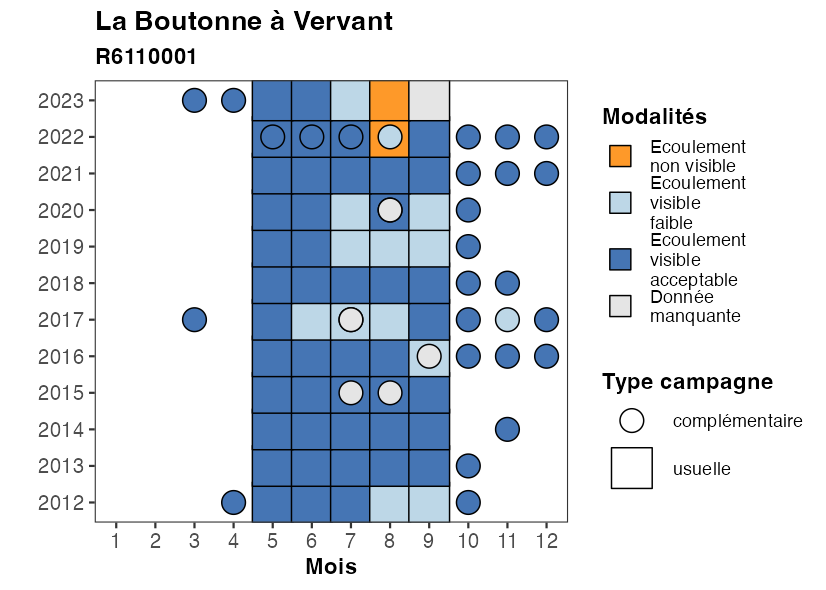 La Boutonne à Vervant
R6110001
2023
2022
2021
2020
2019
2018
2017
2016
2015
2014
2013
2012
1 2 3 4 5 6 7 8 9 10 11 12
Mois
Modalités
Ecoulement
non visible
Ecoulement
visible
faible
Ecoulement
visible
acceptable
Donnée
manquante
Type campagne
complémentaire
usuelle